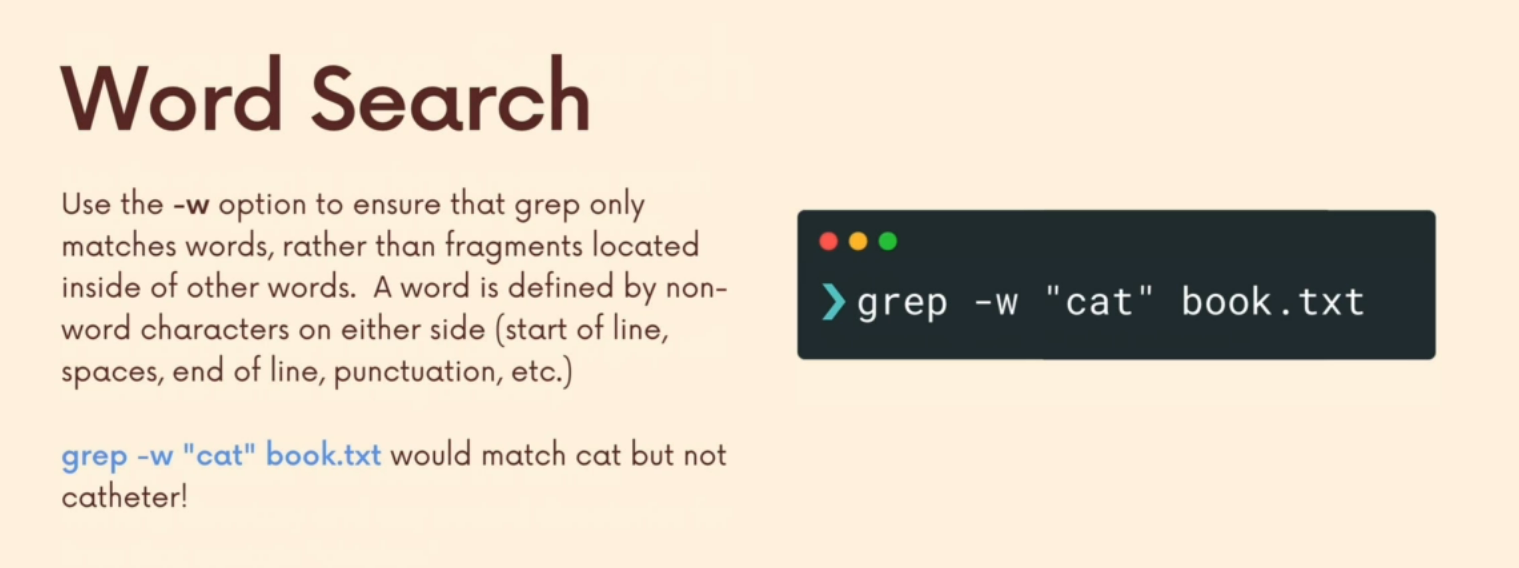 Word Search
Use the -w option to ensure that grep only
matches words, rather than fragments located
inside of other words.  A word is defined by non-
word characters on either side (start of line,
spaces, end of line, punctuation, etc.)
grep -w "cat" book.txt would match cat but not
catheter!
❯ grep -w "cat" book.txt